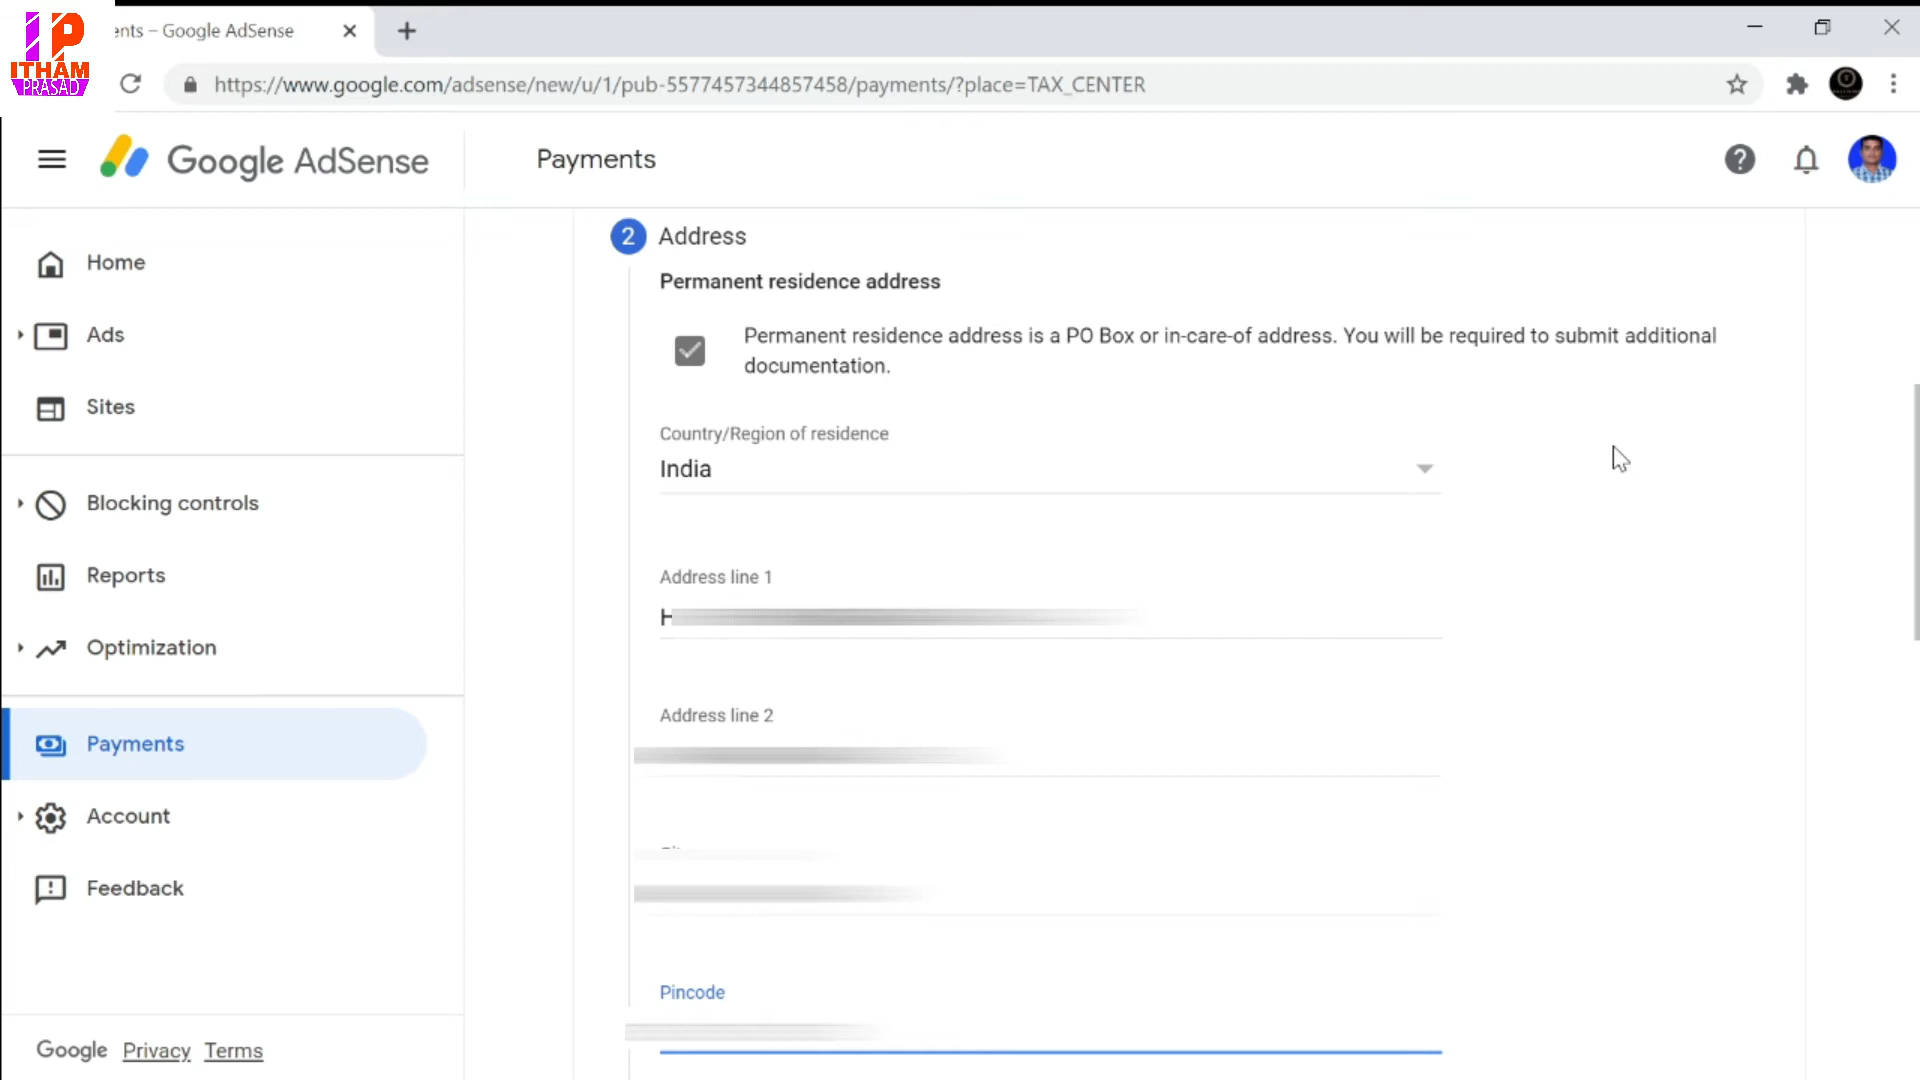 IP
ITHAM
PRASAD
ents – Google AdSense
https://www.google.com/adsense/new/u/1/pub-5577457344857458/payments/?place=TAX_CENTER
Google AdSense
Payments
Home
Ads
Sites
Blocking controls
Reports
Optimization
Payments
Account
Feedback
Google Privacy Terms
2 Address
Permanent residence address
Permanent residence address is a PO Box or in-care-of address. You will be required to submit additional
documentation.
Country/Region of residence
India
Address line 1
H
Address line 2
Pincode